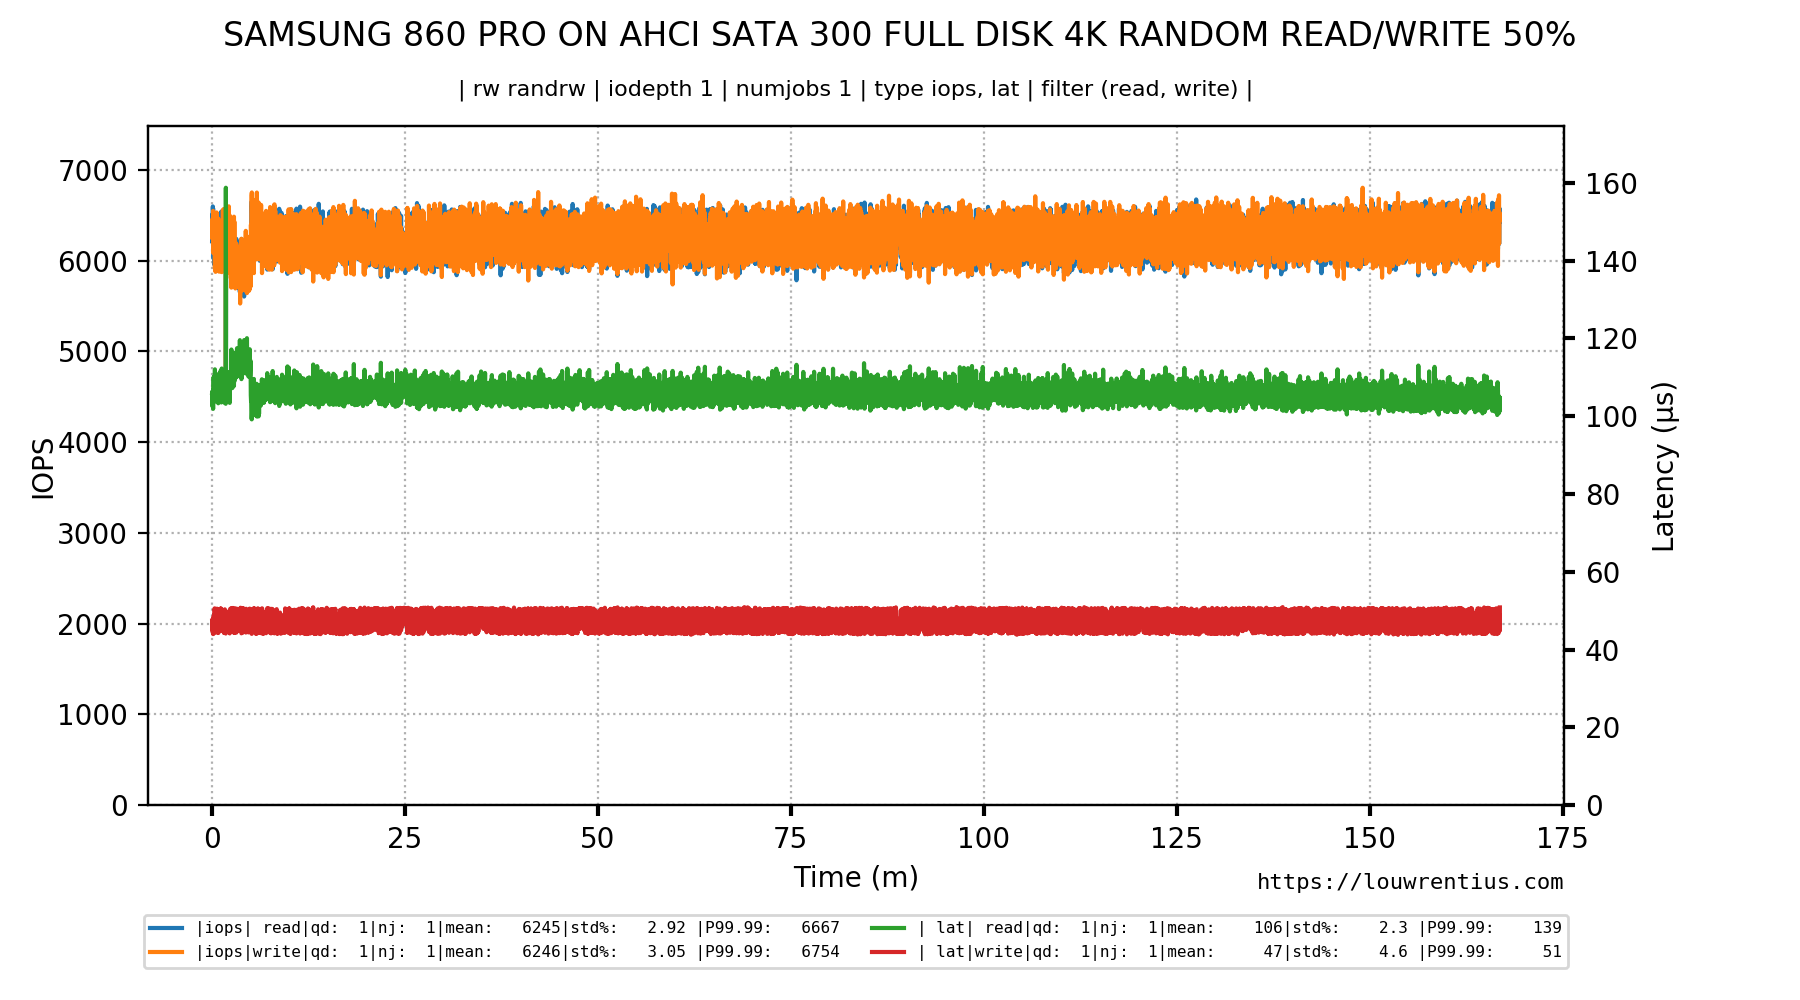 SAMSUNG 860 PRO ON AHCI SATA 300 FULL DISK 4K RANDOM READ/WRITE 50%
| rw randrw | iodepth 1 | numjobs 1 | type iops, lat | filter (read, write) |
7000
6000
5000
4000
3000
2000
1000
0
IOPS
160
140
120
100
80
60
40
20
0
Latency (µs)
0 25 50 75 100 125 150 175
Time (m)
https://louwrentius.com
|iops| read|qd:  1|nj:  1|mean:   6245|std%:   2.92 |P99.99:   6667
|iops|write|qd:  1|nj:  1|mean:   6246|std%:   3.05 |P99.99:   6754
| lat| read|qd:  1|nj:  1|mean:    106|std%:    2.3 |P99.99:    139
| lat|write|qd:  1|nj:  1|mean:     47|std%:    4.6 |P99.99:     51